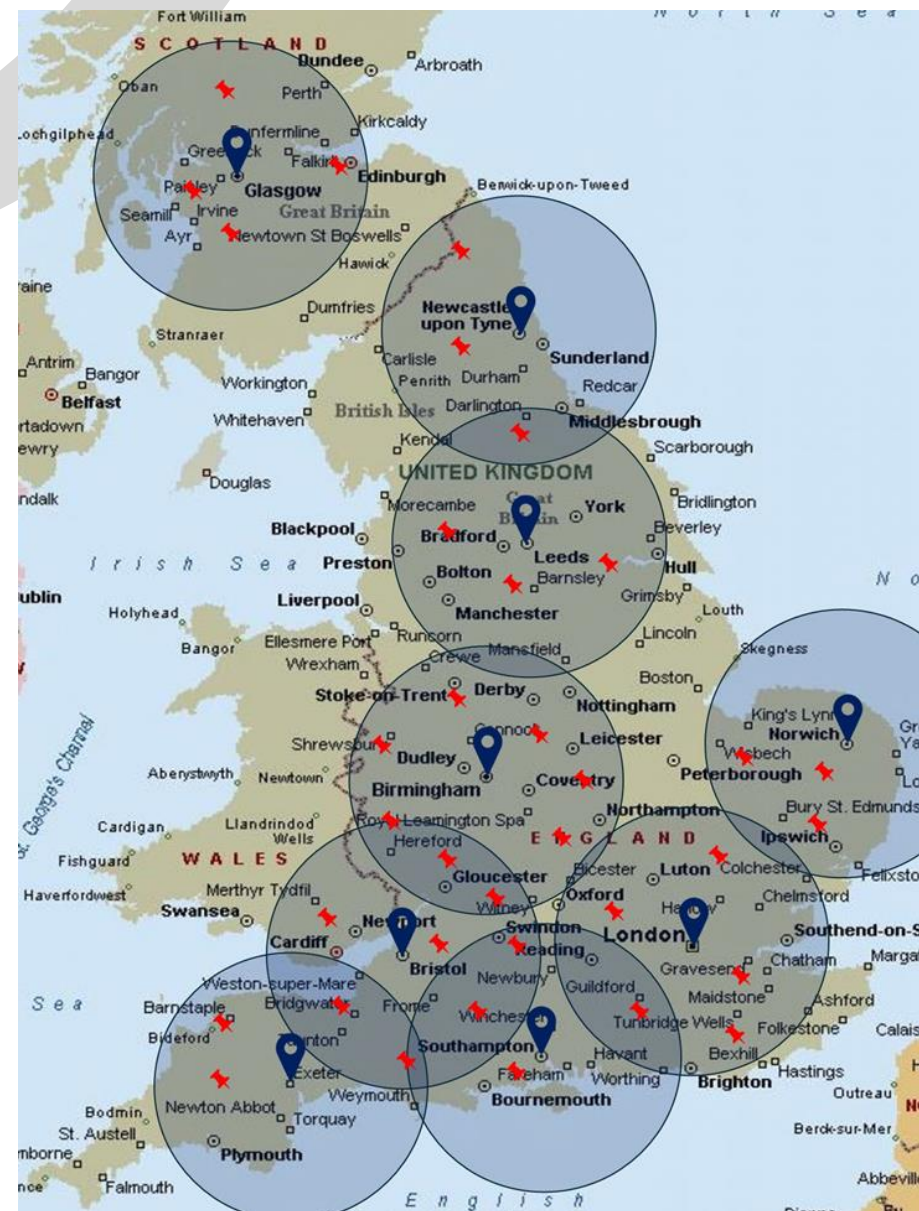 Fort William
North Sea
SCOTLAND
Dundee
Arbroath
Oban
Perth
Lochgilphead
Dunfermline
Kirkcaldy
Greenock
Falkirk
Edinburgh
Paisley
Glasgow
Seamill
Irvine
Great Britain
Ayr
Newtown St Boswells
Berwick-upon-Tweed
Hawick
Dumfries
Newcastle
upon Tyne
Stranraer
Sunderland
Antrim
Carlisle
Bangor
Penrith
Durham
Workington
Belfast
Redcar
Whitehaven
British Isles
Darlington
Middlesbrough
Kendal
Scarborough
UNITED KINGDOM
Douglas
Morecambe
Great
Britain
York
Bridlington
Blackpool
Bradford
Beverley
Irish Sea
Preston
Leeds
Hull
Bolton
Barnsley
Grimsby
Liverpool
Manchester
Louth
Holyhead
Runcorn
Lincoln
Ellesmere Port
Bangor
Wrexham
Crewe
Mansfield
Skegness
Stoke-on-Trent
Derby
Boston
Nottingham
King's Lynn
Norwich
St. George's Channel
Shrewsbury
Cannock
Leicester
Wisbech
Dudley
Peterborough
Aberystwyth
Newtown
Birmingham
Coventry
Northampton
Bury St. Edmunds
Cardigan
Llandrindod
Wells
Royal Leamington Spa
Ipswich
Fishguard
WALES
Hereford
ENGLAND
Colchester
Bicester
Luton
Haverfordwest
Merthyr Tydfil
Gloucester
Chelmsford
Witney
Oxford
Swansea
Newport
Swindon
London
Southend-on-S
Cardiff
Bristol
Reading
Gravesend
Chatham
Weston-super-Mare
Newbury
Sea
Bridgwater
Frome
Guildford
Maidstone
Barnstaple
Winchester
Tunbridge Wells
Ashford
Bideford
Taunton
Southampton
Folkestone
Calais
Exeter
Fareham
Havant
Bexhill
Hastings
Weymouth
Worthing
Brighton
Newton Abbot
Bournemouth
Outreau
Bodmin
Torquay
St. Austell
Plymouth
Berck-sur-Mer
Falmouth
English